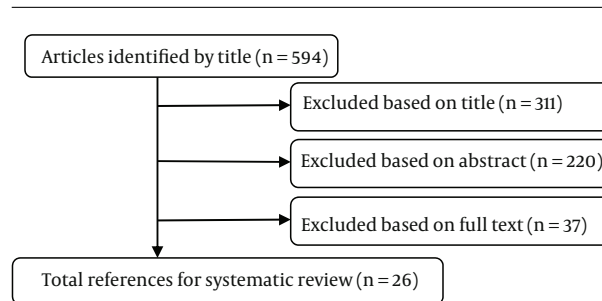 Articles identified by title (n = 594)
Excluded based on title (n = 311)
Excluded based on abstract (n = 220)
Excluded based on full text (n = 37)
Total references for systematic review (n = 26)